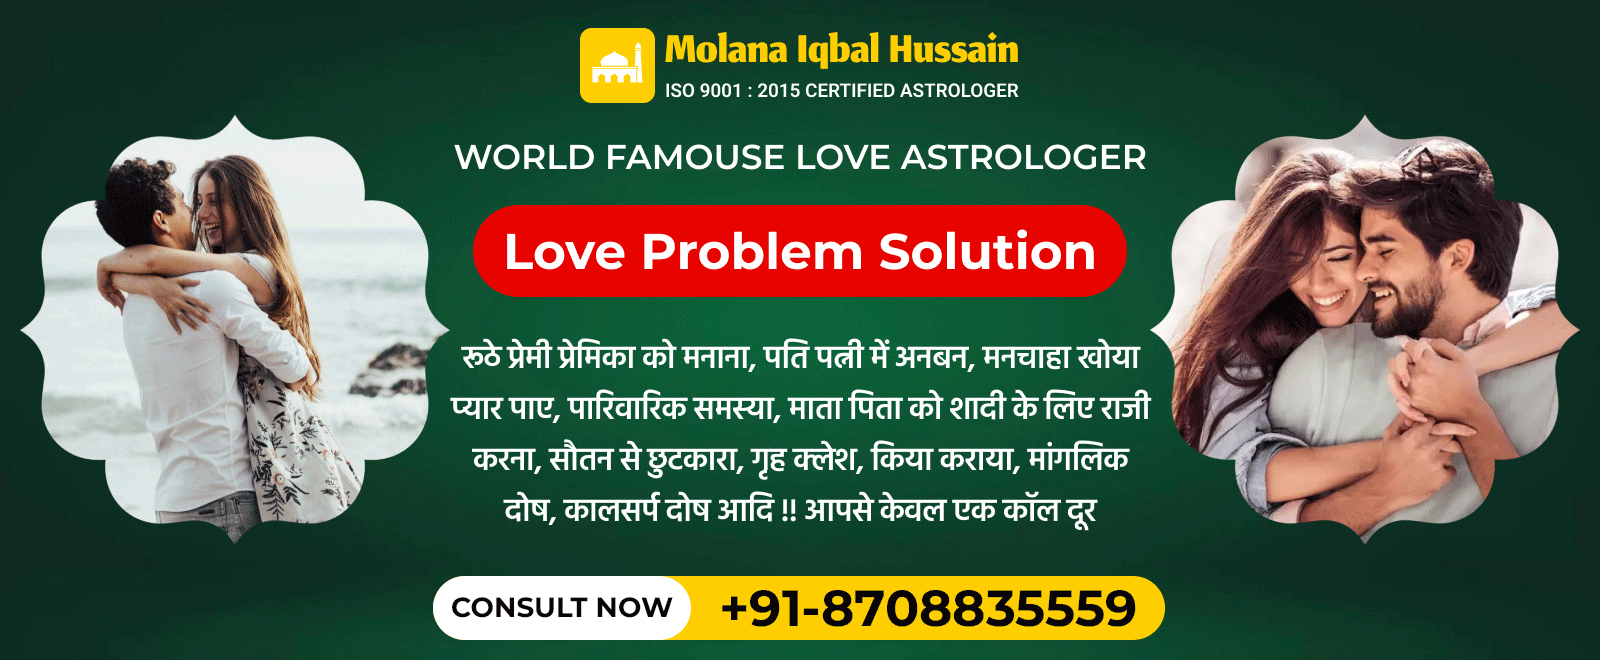 Molana Iqbal Hussain
ISO 9001 : 2015 CERTIFIED ASTROLOGER
WORLD FAMOUSE LOVE ASTROLOGER
Love Problem Solution
रूठे प्रेमी प्रेमिका को मनाना, पति पत्नी में अनबन, मनचाहा खोया
प्यार पाए, पारिवारिक समस्या, माता पिता को शादी के लिए राजी
करना, सौतन से छुटकारा, गृह क्लेश, किया कराया, मांगलिक
दोष, कालसर्प दोष आदि !! आपसे केवल एक कॉल दूर
CONSULT NOW +91-8708835559